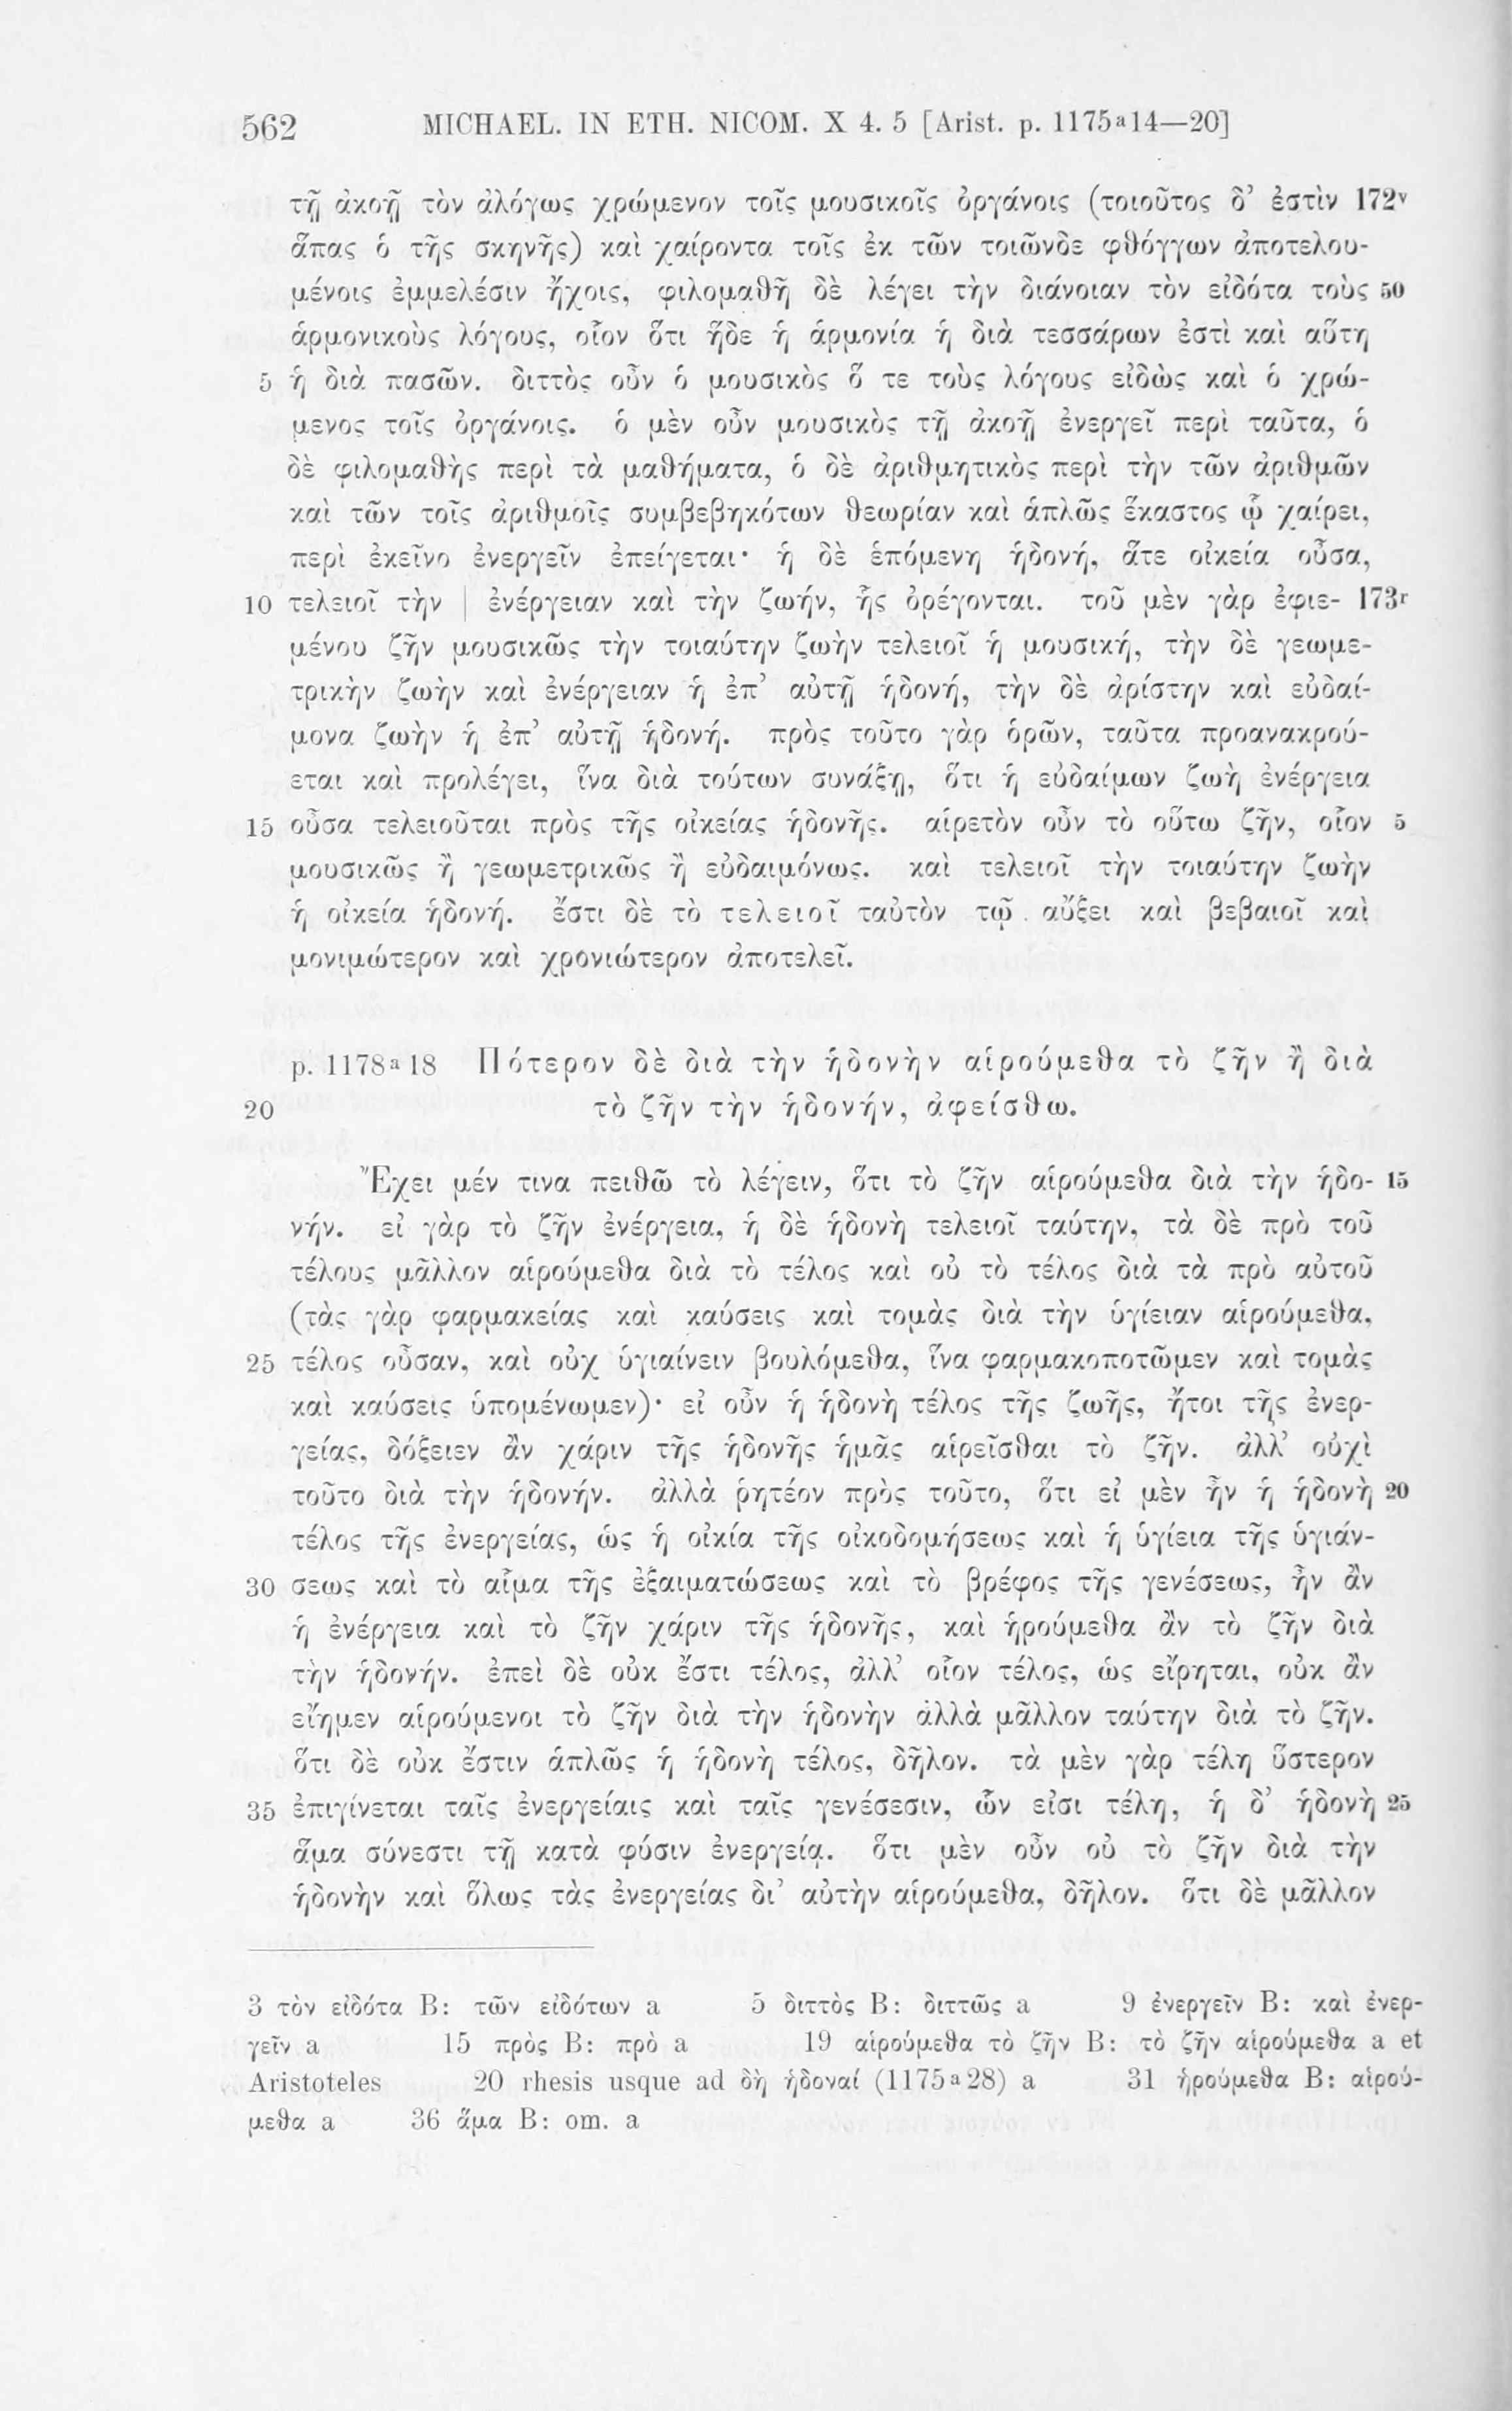 562 MICHAEL. IN ETH. NICOM. X 4. 5 [Arist. p. 1175ᵃ14—20]
τῇ ἀκοῇ τὸν ἀλόγως χρώμενον τοῖς μουσικοῖς ὀργάνοις (τοιοῦτος δ’ ἐστὶν 172ᵛ
ἅπας ὁ τῆς σκηνῆς) καὶ χαίροντα τοῖς ἐκ τῶν τοιῶνδε φθόγγων ἀποτελου-
μένοις ἐμμελέσιν ἤχοις, φιλομαθῆ δὲ λέγει τὴν διάνοιαν τὸν εἰδότα τοὺς 50
ἁρμονικοὺς λόγους, οἷον ὅτι ἥδε ἡ ἁρμονία ἡ διὰ τεσσάρων ἐστὶ καὶ αὕτη
5 ἡ διὰ πασῶν. διττὸς οὖν ὁ μουσικὸς ὅ τε τοὺς λόγους εἰδὼς καὶ ὁ χρώ-
μενος τοῖς ὀργάνοις. ὁ μὲν οὖν μουσικὸς τῇ ἀκοῇ ἐνεργεῖ περὶ ταῦτα, ὁ
δὲ φιλομαθὴς περὶ τὰ μαθήματα, ὁ δὲ ἀριθμητικὸς περὶ τὴν τῶν ἀριθμῶν
καὶ τῶν τοῖς ἀριθμοῖς συμβεβηκότων θεωρίαν καὶ ἁπλῶς ἕκαστος ᾧ χαίρει,
περὶ ἐκεῖνο ἐνεργεῖν ἐπείγεται· ἡ δὲ ἑπόμενη ἡδονή, ἅτε οἰκεία οὖσα,
10 τελειοῖ τὴν | ἐνέργειαν καὶ τὴν ζωήν, ἧς ὀρέγονται. τοῦ μὲν γὰρ ἐφιε- 173ʳ
μένου ζῆν μουσικῶς τὴν τοιαύτην ζωὴν τελειοῖ ἡ μουσική, τὴν δὲ γεωμε-
τρικὴν ζωὴν καὶ ἐνέργειαν ἡ ἐπ’ αὐτῇ ἡδονή, τὴν δὲ ἀρίστην καὶ εὐδαί-
μονα ζωὴν ἡ ἐπ’ αὐτῇ ἡδονή. πρὸς τοῦτο γὰρ ὁρῶν, ταῦτα προανακρού-
εται καὶ προλέγει, ἵνα διὰ τούτων συνάξῃ, ὅτι ἡ εὐδαίμων ζωὴ ἐνέργεια
15 οὖσα τελειοῦται πρὸς τῆς οἰκείας ἡδονῆς. αἱρετὸν οὖν τὸ οὕτω ζῆν, οἷον 5
μουσικῶς ἢ γεωμετρικῶς ἢ εὐδαιμόνως. καὶ τελειοῖ τὴν τοιαύτην ζωὴν
ἡ οἰκεία ἡδονή. ἔστι δὲ τὸ τελειοῖ ταὐτὸν τῷ αὔξει καὶ βεβαιοῖ καὶ
μονιμώτερον καὶ χρονιώτερον ἀποτελεῖ.
p. 1178ᵃ18 Πότερον δὲ διὰ τὴν ἡδονὴν αἱρούμεθα τὸ ζῆν ἢ διὰ
20 τὸ ζῆν τὴν ἡδονήν, ἀφείσθω.
Ἔχει μέν τινα πειθῶ τὸ λέγειν, ὅτι τὸ ζῆν αἱρούμεθα διὰ τὴν ἡδο- 15
νήν. εἰ γὰρ τὸ ζῆν ἐνέργεια, ἡ δὲ ἡδονὴ τελειοῖ ταύτην, τὰ δὲ πρὸ τοῦ
τέλους μᾶλλον αἱρούμεθα διὰ τὸ τέλος καὶ οὐ τὸ τέλος διὰ τὰ πρὸ αὐτοῦ
(τὰς γὰρ φαρμακείας καὶ καύσεις καὶ τομὰς διὰ τὴν ὑγίειαν αἱρούμεθα,
25 τέλος οὖσαν, καὶ οὐχ ὑγιαίνειν βουλόμεθα, ἵνα φαρμακοποτῶμεν καὶ τομὰς
καὶ καύσεις ὑπομένωμεν)· εἰ οὖν ἡ ἡδονὴ τέλος τῆς ζωῆς, ἤτοι τῆς ἐνερ-
γείας, δόξειεν ἂν χάριν τῆς ἡδονῆς ἡμᾶς αἱρεῖσθαι τὸ ζῆν. ἀλλ’ οὐχὶ
τοῦτο διὰ τὴν ἡδονήν. ἀλλὰ ῥητέον πρὸς τοῦτο, ὅτι εἰ μὲν ἦν ἡ ἡδονὴ 20
τέλος τῆς ἐνεργείας, ὡς ἡ οἰκία τῆς οἰκοδομήσεως καὶ ἡ ὑγίεια τῆς ὑγιάν-
30 σεως καὶ τὸ αἷμα τῆς ἐξαιματώσεως καὶ τὸ βρέφος τῆς γενέσεως, ἦν ἂν
ἡ ἐνέργεια καὶ τὸ ζῆν χάριν τῆς ἡδονῆς, καὶ ᾑρούμεθα ἂν τὸ ζῆν διὰ
τὴν ἡδονήν. ἐπεὶ δὲ οὐκ ἔστι τέλος, ἀλλ’ οἷον τέλος, ὡς εἴρηται, οὐκ ἂν
εἴημεν αἱρούμενοι τὸ ζῆν διὰ τὴν ἡδονὴν ἀλλὰ μᾶλλον ταύτην διὰ τὸ ζῆν.
ὅτι δὲ οὐκ ἔστιν ἁπλῶς ἡ ἡδονὴ τέλος, δῆλον. τὰ μὲν γὰρ τέλη ὕστερον
35 ἐπιγίνεται ταῖς ἐνεργείαις καὶ ταῖς γενέσεσιν, ὧν εἰσι τέλη, ἡ δ’ ἡδονὴ 25
ἅμα σύνεστι τῇ κατὰ φύσιν ἐνεργείᾳ. ὅτι μὲν οὖν οὐ τὸ ζῆν διὰ τὴν
ἡδονὴν καὶ ὅλως τὰς ἐνεργείας δι’ αὐτὴν αἱρούμεθα, δῆλον. ὅτι δὲ μᾶλλον
3 τὸν εἰδότα B: τῶν εἰδότων a 5 διττὸς B: διττῶς a 9 ἐνεργεῖν B: καὶ ἐνερ-
γεῖν a 15 πρὸς B: πρὸ a 19 αἱρούμεθα τὸ ζῆν B: τὸ ζῆν αἱρούμεθα a et
Aristoteles 20 rhesis usque ad δὴ ἡδοναί (1175ᵃ28) a 31 ᾑρούμεθα B: αἱρού-
μεθα a 36 ἅμα B: om. a